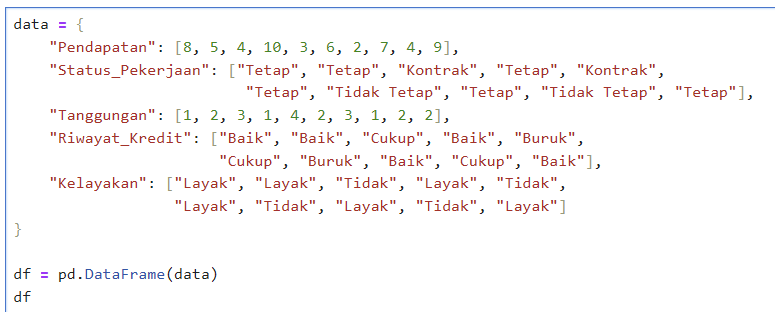 data = {
    "Pendapatan": [8, 5, 4, 10, 3, 6, 2, 7, 4, 9],
    "Status_Pekerjaan": ["Tetap", "Tetap", "Kontrak", "Tetap", "Kontrak",
                          "Tetap", "Tidak Tetap", "Tetap", "Tidak Tetap", "Tetap"],
    "Tanggungan": [1, 2, 3, 1, 4, 2, 3, 1, 2, 2],
    "Riwayat_Kredit": ["Baik", "Baik", "Cukup", "Baik", "Buruk",
                       "Cukup", "Buruk", "Baik", "Cukup", "Baik"],
    "Kelayakan": ["Layak", "Layak", "Tidak", "Layak", "Tidak",
                  "Layak", "Tidak", "Layak", "Tidak", "Layak"]
}
df = pd.DataFrame(data)
df